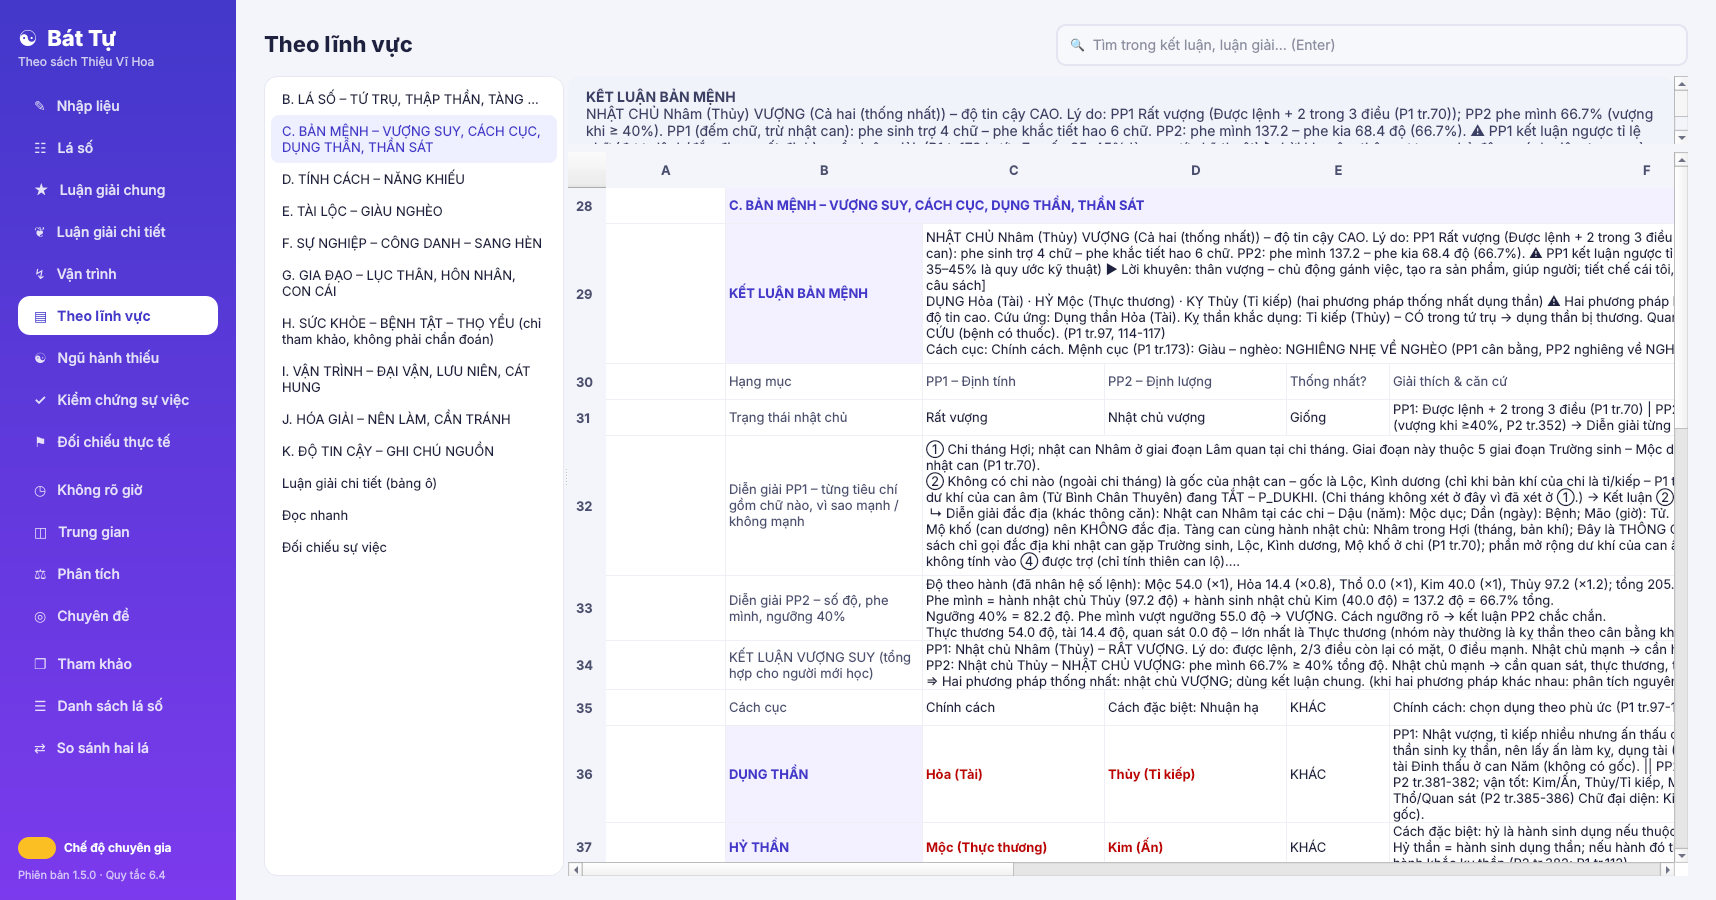 ☯ Bát Tự
Theo sách Thiệu Vĩ Hoa
Nhập liệu
Lá số
Luận giải chung
Luận giải chi tiết
Vận trình
Theo lĩnh vực
Ngũ hành thiếu
Kiểm chứng sự việc
Đối chiếu thực tế
Không rõ giờ
Trung gian
Phân tích
Chuyên đề
Tham khảo
Danh sách lá số
So sánh hai lá
Chế độ chuyên gia
Phiên bản 1.5.0 · Quy tắc 6.4
Theo lĩnh vực
Tìm trong kết luận, luận giải... (Enter)
B. LÁ SỐ – TỨ TRỤ, THẬP THẦN, TÀNG ...
C. BẢN MỆNH – VƯỢNG SUY, CÁCH CỤC,
DỤNG THẦN, THẦN SÁT
D. TÍNH CÁCH – NĂNG KHIẾU
E. TÀI LỘC – GIÀU NGHÈO
F. SỰ NGHIỆP – CÔNG DANH – SANG HÈN
G. GIA ĐẠO – LỤC THÂN, HÔN NHÂN,
CON CÁI
H. SỨC KHỎE – BỆNH TẬT – THỌ YỂU (chỉ
tham khảo, không phải chẩn đoán)
I. VẬN TRÌNH – ĐẠI VẬN, LƯU NIÊN, CÁT
HUNG
J. HÓA GIẢI – NÊN LÀM, CẦN TRÁNH
K. ĐỘ TIN CẬY – GHI CHÚ NGUỒN
Luận giải chi tiết (bảng ô)
Đọc nhanh
Đối chiếu sự việc
KẾT LUẬN BẢN MỆNH
NHẬT CHỦ Nhâm (Thủy) VƯỢNG (Cả hai (thống nhất)) – độ tin cậy CAO. Lý do: PP1 Rất vượng (Được lệnh + 2 trong 3 điều (P1 tr.70)); PP2 phe mình 66.7% (vượng
khi ≥ 40%). PP1 (đếm chữ, trừ nhật can): phe sinh trợ 4 chữ – phe khắc tiết hao 6 chữ. PP2: phe mình 137.2 – phe kia 68.4 độ (66.7%). ⚠ PP1 kết luận ngược tỉ lệ
A B C D E F
28 C. BẢN MỆNH – VƯỢNG SUY, CÁCH CỤC, DỤNG THẦN, THẦN SÁT
29 KẾT LUẬN BẢN MỆNH
NHẬT CHỦ Nhâm (Thủy) VƯỢNG (Cả hai (thống nhất)) – độ tin cậy CAO. Lý do: PP1 Rất vượng (Được lệnh + 2 trong 3 điều
can): phe sinh trợ 4 chữ – phe khắc tiết hao 6 chữ. PP2: phe mình 137.2 – phe kia 68.4 độ (66.7%). ⚠ PP1 kết luận ngược tỉ
35–45% là quy ước kỹ thuật) ▶ Lời khuyên: thân vượng – chủ động gánh việc, tạo ra sản phẩm, giúp người; tiết chế cái tôi,
câu sách]
DỤNG Hỏa (Tài) · HỶ Mộc (Thực thương) · KỴ Thủy (Tỉ kiếp) (hai phương pháp thống nhất dụng thần) ⚠ Hai phương pháp
độ tin cao. Cứu ứng: Dụng thần Hỏa (Tài). Kỵ thần khắc dụng: Tỉ kiếp (Thủy) – CÓ trong tứ trụ → dụng thần bị thương. Quan
CỨU (bệnh có thuốc). (P1 tr.97, 114-117)
Cách cục: Chính cách. Mệnh cục (P1 tr.173): Giàu – nghèo: NGHIÊNG NHẸ VỀ NGHÈO (PP1 cân bằng, PP2 nghiêng về NGH
30 Hạng mục PP1 – Định tính PP2 – Định lượng Thống nhất? Giải thích & căn cứ
31 Trạng thái nhật chủ Rất vượng Nhật chủ vượng Giống
PP1: Được lệnh + 2 trong 3 điều (P1 tr.70) | PP2
(vượng khi ≥40%, P2 tr.352) → Diễn giải từng
32 Diễn giải PP1 – từng tiêu chí
gồm chữ nào, vì sao mạnh /
không mạnh
① Chi tháng Hợi; nhật can Nhâm ở giai đoạn Lâm quan tại chi tháng. Giai đoạn này thuộc 5 giai đoạn Trường sinh – Mộc d
nhật can (P1 tr.70).
② Không có chi nào (ngoài chi tháng) là gốc của nhật can – gốc là Lộc, Kình dương (chỉ khi bản khí của chi là tỉ/kiếp – P1 t
dư khí của can âm (Tử Bình Chân Thuyên) đang TẮT – P_DUKHI. (Chi tháng không xét ở đây vì đã xét ở ①.) → Kết luận ②
↳ Diễn giải đắc địa (khác thông căn): Nhật can Nhâm tại các chi – Dậu (năm): Mộc dục; Dần (ngày): Bệnh; Mão (giờ): Tử.
Mộ khố (can dương) nên KHÔNG đắc địa. Tàng can cùng hành nhật chủ: Nhâm trong Hợi (tháng, bản khí); Đây là THÔNG C
sách chỉ gọi đắc địa khi nhật can gặp Trường sinh, Lộc, Kình dương, Mộ khố ở chi (P1 tr.70); phần mở rộng dư khí của can â
không tính vào ④ được trợ (chỉ tính thiên can lộ)....
33 Diễn giải PP2 – số độ, phe
mình, ngưỡng 40%
Độ theo hành (đã nhân hệ số lệnh): Mộc 54.0 (×1), Hỏa 14.4 (×0.8), Thổ 0.0 (×1), Kim 40.0 (×1), Thủy 97.2 (×1.2); tổng 205.
Phe mình = hành nhật chủ Thủy (97.2 độ) + hành sinh nhật chủ Kim (40.0 độ) = 137.2 độ = 66.7% tổng.
Ngưỡng 40% = 82.2 độ. Phe mình vượt ngưỡng 55.0 độ → VƯỢNG. Cách ngưỡng rõ → kết luận PP2 chắc chắn.
Thực thương 54.0 độ, tài 14.4 độ, quan sát 0.0 độ – lớn nhất là Thực thương (nhóm này thường là kỵ thần theo cân bằng kh
34 KẾT LUẬN VƯỢNG SUY (tổng
hợp cho người mới học)
PP1: Nhật chủ Nhâm (Thủy) – RẤT VƯỢNG. Lý do: được lệnh, 2/3 điều còn lại có mặt, 0 điều mạnh. Nhật chủ mạnh → cần h
PP2: Nhật chủ Thủy – NHẬT CHỦ VƯỢNG: phe mình 66.7% ≥ 40% tổng độ. Nhật chủ mạnh → cần quan sát, thực thương, t
⇒ Hai phương pháp thống nhất: nhật chủ VƯỢNG; dùng kết luận chung. (khi hai phương pháp khác nhau: phân tích nguyên
35 Cách cục Chính cách Cách đặc biệt: Nhuận hạ KHÁC Chính cách: chọn dụng theo phù ức (P1 tr.97-1
36 DỤNG THẦN Hỏa (Tài) Thủy (Tỉ kiếp) KHÁC
PP1: Nhật vượng, tỉ kiếp nhiều nhưng ấn thấu c
thần sinh kỵ thần, nên lấy ấn làm kỵ, dụng tài (
tài Đinh thấu ở can Năm (không có gốc). || PP
P2 tr.381-382; vận tốt: Kim/Ấn, Thủy/Tỉ kiếp, M
Thổ/Quan sát (P2 tr.385-386) Chữ đại diện: Ki
gốc).
37 HỶ THẦN Mộc (Thực thương) Kim (Ấn) KHÁC
Cách đặc biệt: hỷ là hành sinh dụng nếu thuộc
Hỷ thần = hành sinh dụng thần; nếu hành đó t